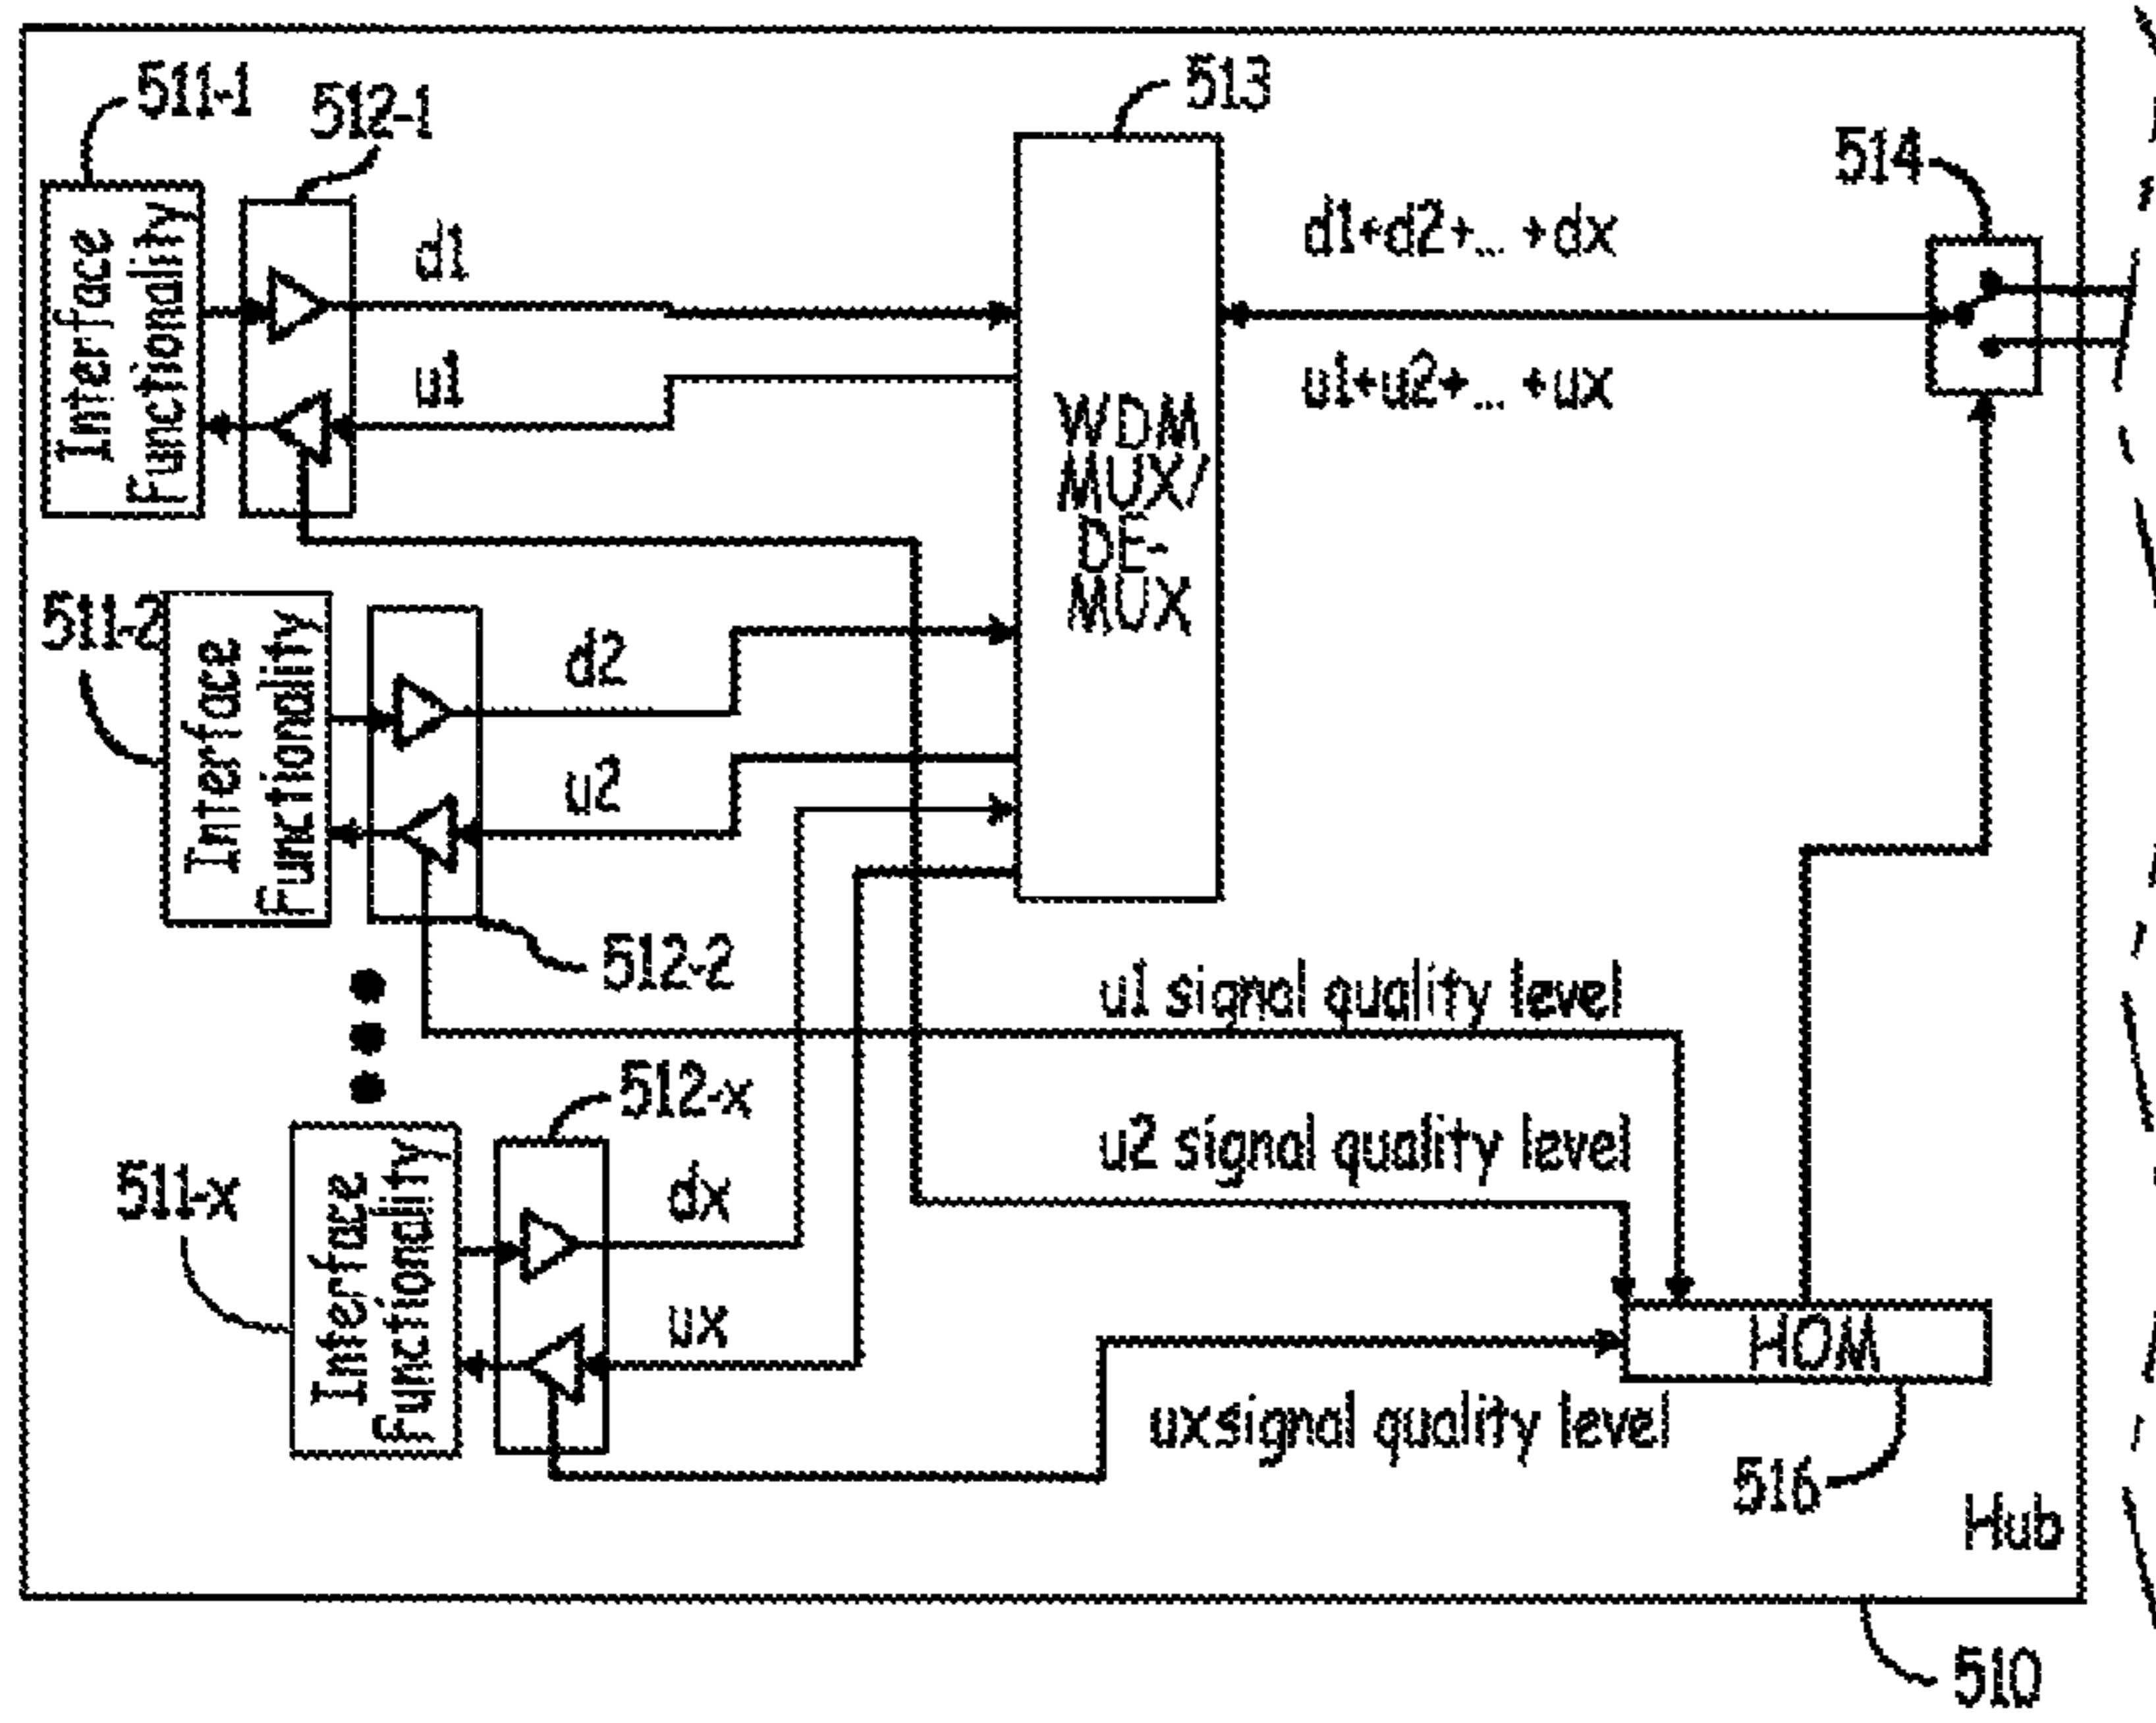 511-1
512-1
513
514
Interface
Functionality
d1
u1
d1+d2+... +dx
u1+u2+... +ux
WDM
MUX/
DE-
MUX
511-2
Interface
Functionality
d2
u2
512-2
u1 signal quality level
512-x
u2 signal quality level
511-x
Interface
Functionality
dx
ux
HOM
uxsignal quality level
516
Hub
510